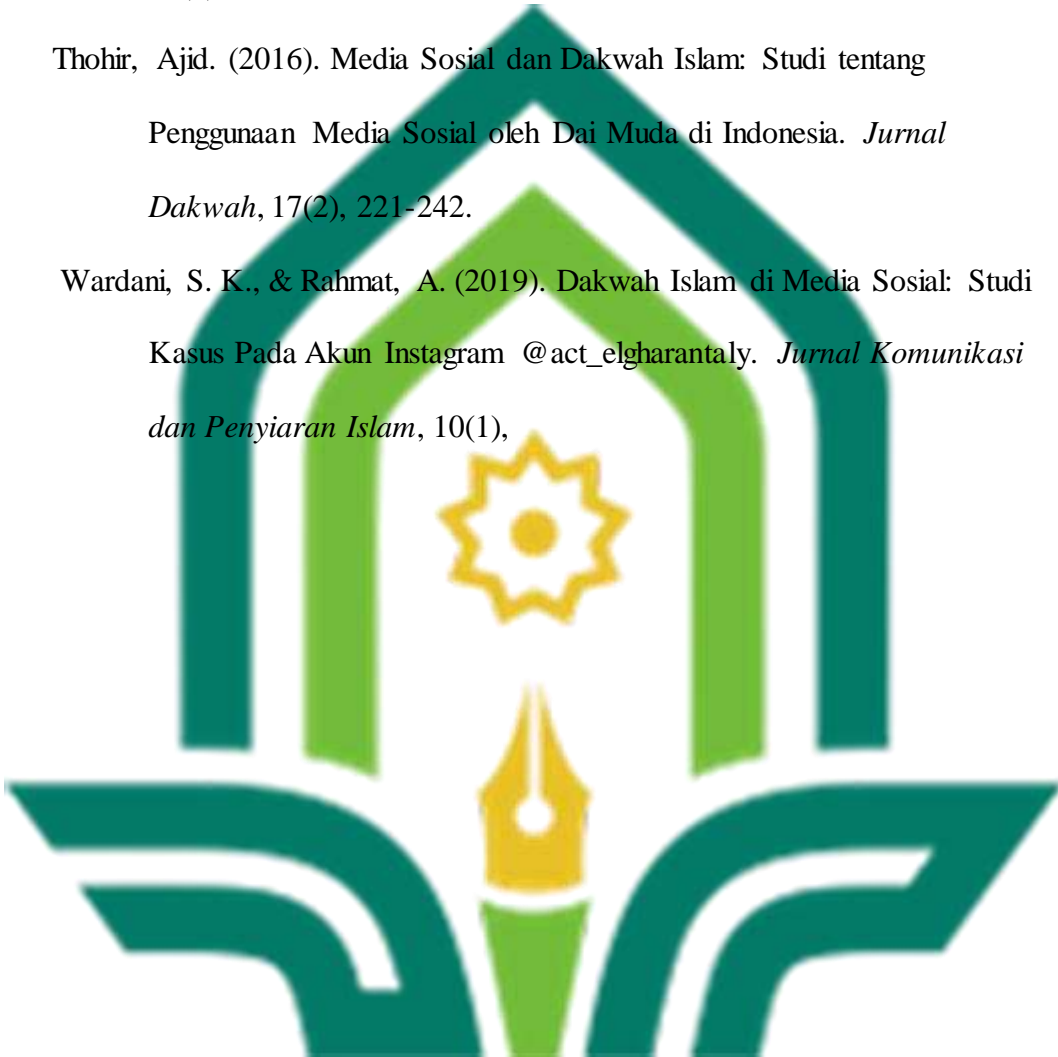 Thohir, Ajid. (2016). Media Sosial dan Dakwah Islam: Studi tentang
Penggunaan Media Sosial oleh Dai Muda di Indonesia. Jurnal
Dakwah, 17(2), 221-242.
Wardani, S. K., & Rahmat, A. (2019). Dakwah Islam di Media Sosial: Studi
Kasus Pada Akun Instagram @act_elgharantaly. Jurnal Komunikasi
dan Penyiaran Islam, 10(1),